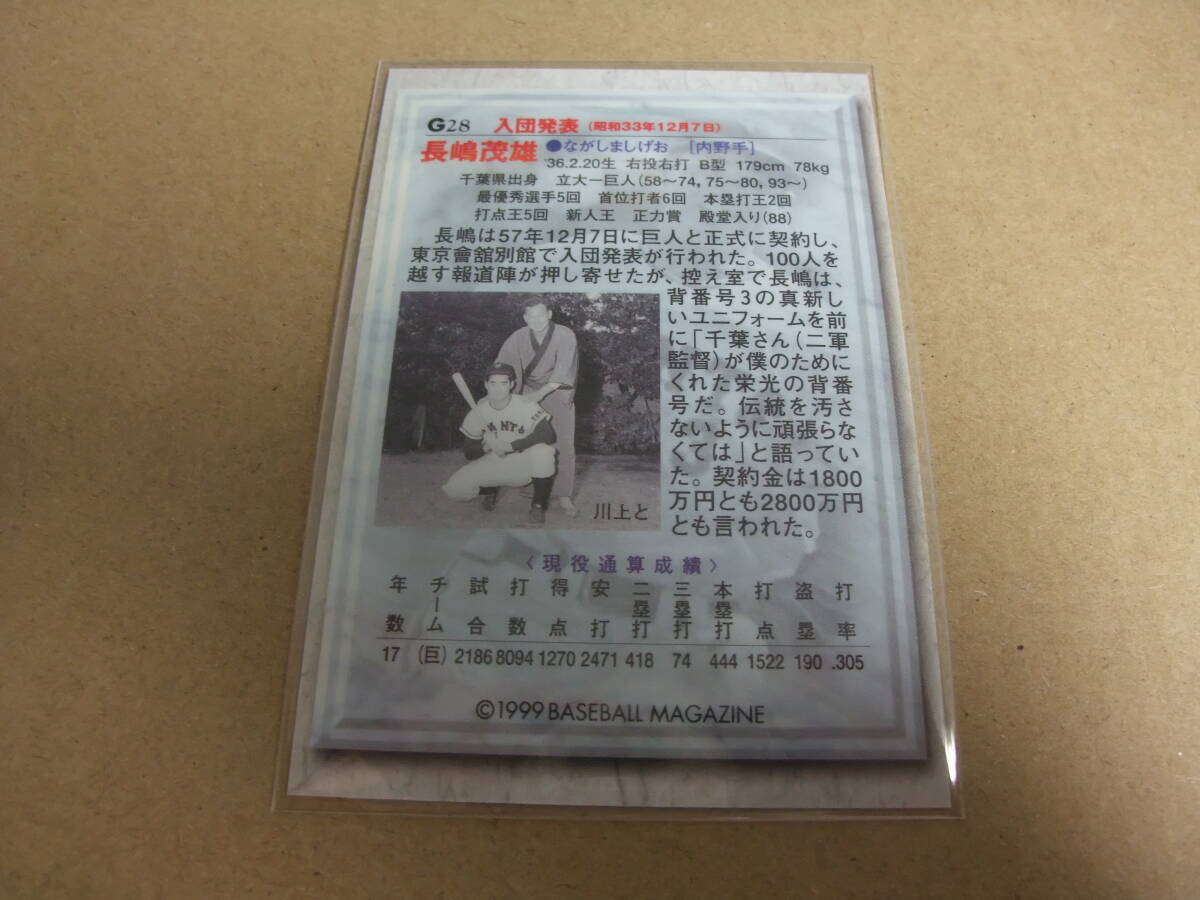 G28 入団発表 (昭和33年12月7日)
長嶋茂雄 ●ながしましげお [内野手]
'36.2.20生 右投右打 B型 179cm 78kg
千葉県出身 立大―巨人(58〜74, 75〜80, 93〜)
最優秀選手5回 首位打者6回 本塁打王2回
打点王5回 新人王 正力賞 殿堂入り(88)
長嶋は57年12月7日に巨人と正式に契約し、
東京會舘別館で入団発表が行われた。100人を
越す報道陣が押し寄せたが、控え室で長嶋は、
背番号3の真新し
いユニフォームを前
に「千葉さん(二軍
監督)が僕のために
くれた栄光の背番
号だ。伝統を汚さ
ないように頑張らな
くては」と語ってい
た。契約金は1800
万円とも2800万円
とも言われた。
川上と
〈現役通算成績〉
年数 チーム 試合 打数 得点 安打 二塁打 三塁打 本塁打 打点 盗塁 打率
17 (巨) 2186 8094 1270 2471 418 74 444 1522 190 .305
©1999 BASEBALL MAGAZINE